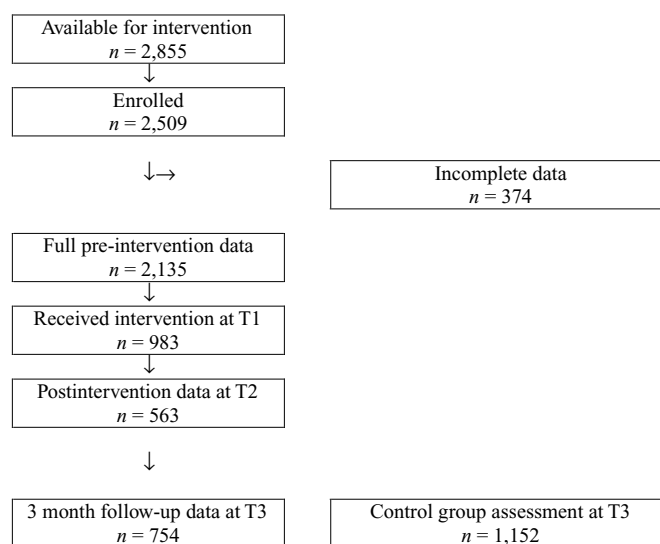 Available for intervention
n = 2,855
↓
Enrolled
n = 2,509
↓→
Incomplete data
n = 374
Full pre-intervention data
n = 2,135
↓
Received intervention at T1
n = 983
↓
Postintervention data at T2
n = 563
↓
3 month follow-up data at T3
n = 754
Control group assessment at T3
n = 1,152